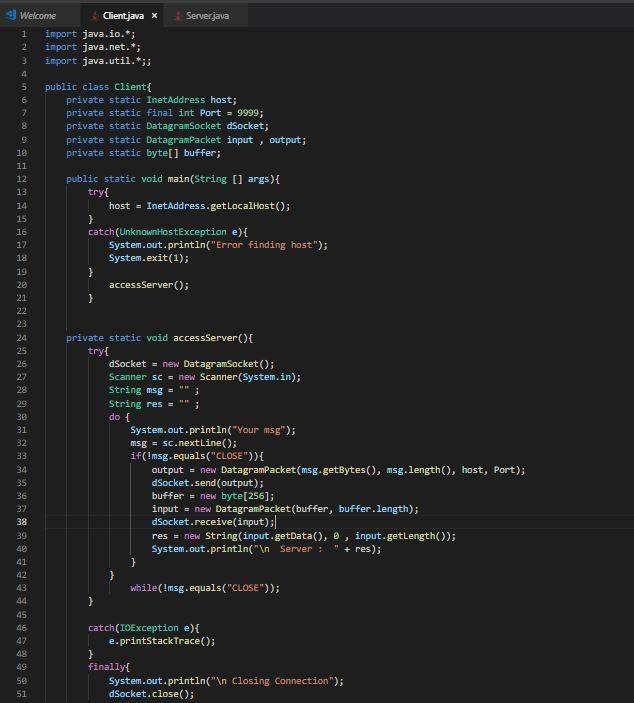 Welcome Client.java × Server.java
1 import java.io.*;
2 import java.net.*;
3 import java.util.*;;
4
5 public class Client{
6 private static InetAddress host;
7 private static final int Port = 9999;
8 private static DatagramSocket dSocket;
9 private static DatagramPacket input , output;
10 private static byte[] buffer;
11
12 public static void main(String [] args){
13 try{
14 host = InetAddress.getLocalHost();
15 }
16 catch(UnknownHostException e){
17 System.out.println("Error finding host");
18 System.exit(1);
19 }
20 accessServer();
21 }
22
23
24 private static void accessServer(){
25 try{
26 dSocket = new DatagramSocket();
27 Scanner sc = new Scanner(System.in);
28 String msg = "" ;
29 String res = "" ;
30 do {
31 System.out.println("Your msg");
32 msg = sc.nextLine();
33 if(!msg.equals("CLOSE")){
34 output = new DatagramPacket(msg.getBytes(), msg.length(), host, Port);
35 dSocket.send(output);
36 buffer = new byte[256];
37 input = new DatagramPacket(buffer, buffer.length);
38 dSocket.receive(input);
39 res = new String(input.getData(), 0 , input.getLength());
40 System.out.println("\n Server : " + res);
41 }
42 }
43 while(!msg.equals("CLOSE"));
44 }
45
46 catch(IOException e){
47 e.printStackTrace();
48 }
49 finally{
50 System.out.println("\n Closing Connection");
51 dSocket.close();